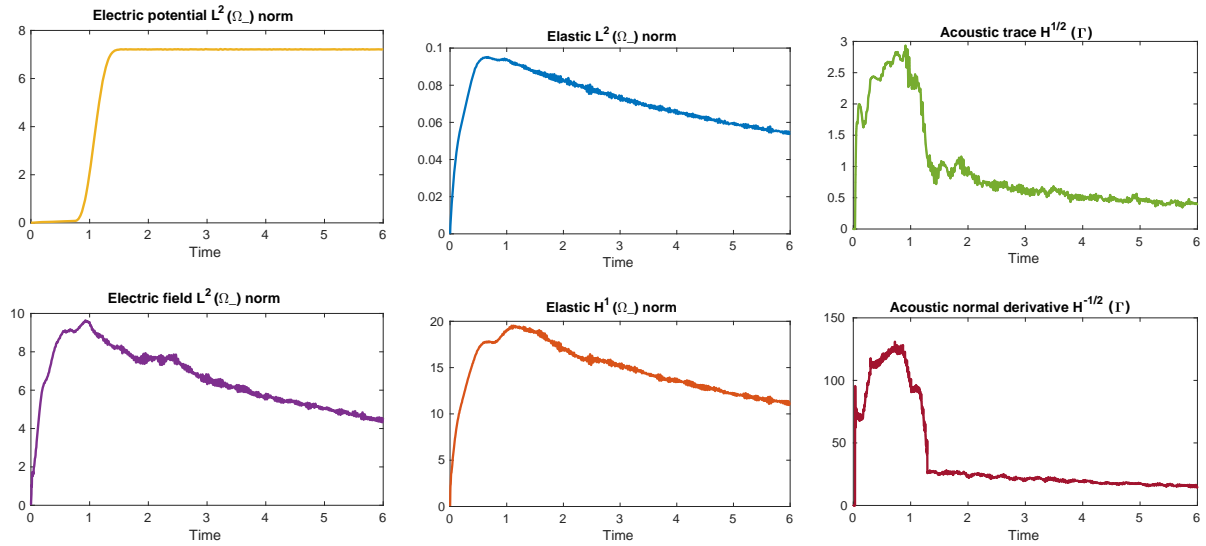 Electric potential L² (Ω_) norm
8
6
4
2
0
0 1 2 3 4 5 6
Time
Elastic L² (Ω_) norm
0.1
0.08
0.06
0.04
0.02
0
0 1 2 3 4 5 6
Time
Acoustic trace H^{1/2} (Γ)
3
2.5
2
1.5
1
0.5
0
0 1 2 3 4 5 6
Time
Electric field L² (Ω_) norm
10
8
6
4
2
0
0 1 2 3 4 5 6
Time
Elastic H¹ (Ω_) norm
20
15
10
5
0
0 1 2 3 4 5 6
Time
Acoustic normal derivative H^{-1/2} (Γ)
150
100
50
0
0 1 2 3 4 5 6
Time